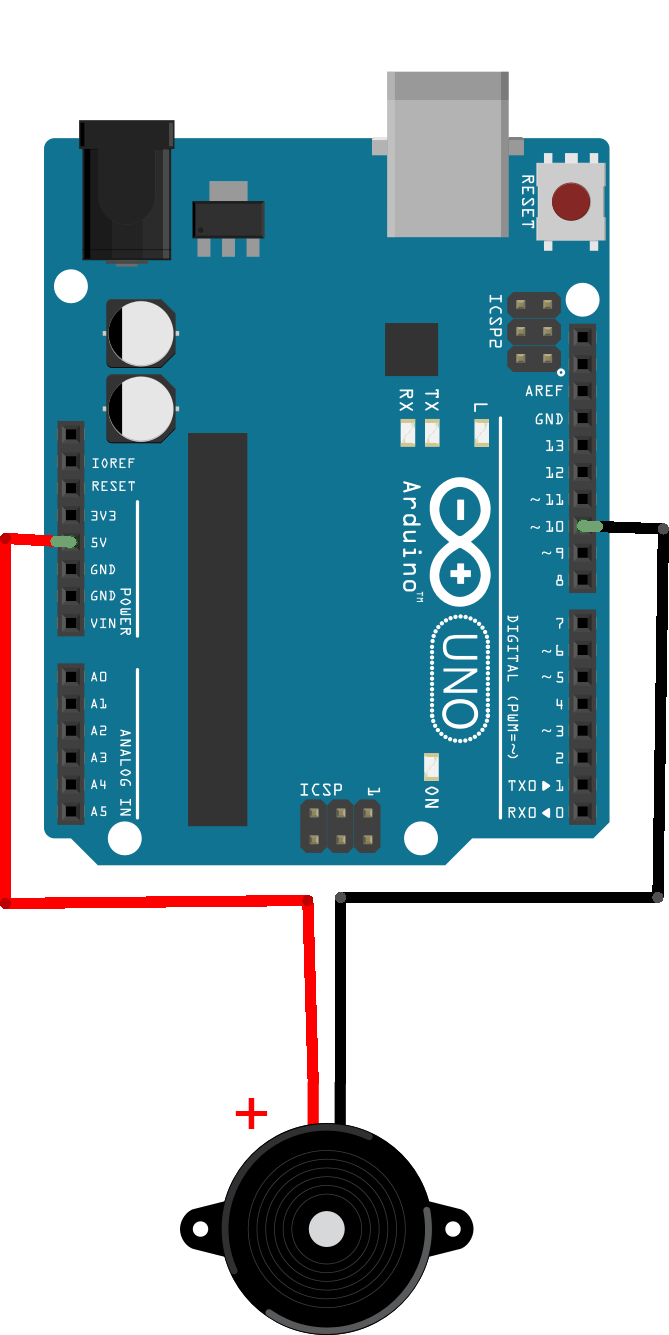 RESET
ICSP2
AREF
GND
13
12
~11
~10
~9
8
7
~6
~5
4
~3
2
TX0▶1
RX0◀0
DIGITAL (PWM=~)
L
TX
RX
Arduino™
UNO
ON
ICSP
1
IOREF
RESET
3V3
5V
GND
GND
VIN
POWER
A0
A1
A2
A3
A4
A5
ANALOG IN
+